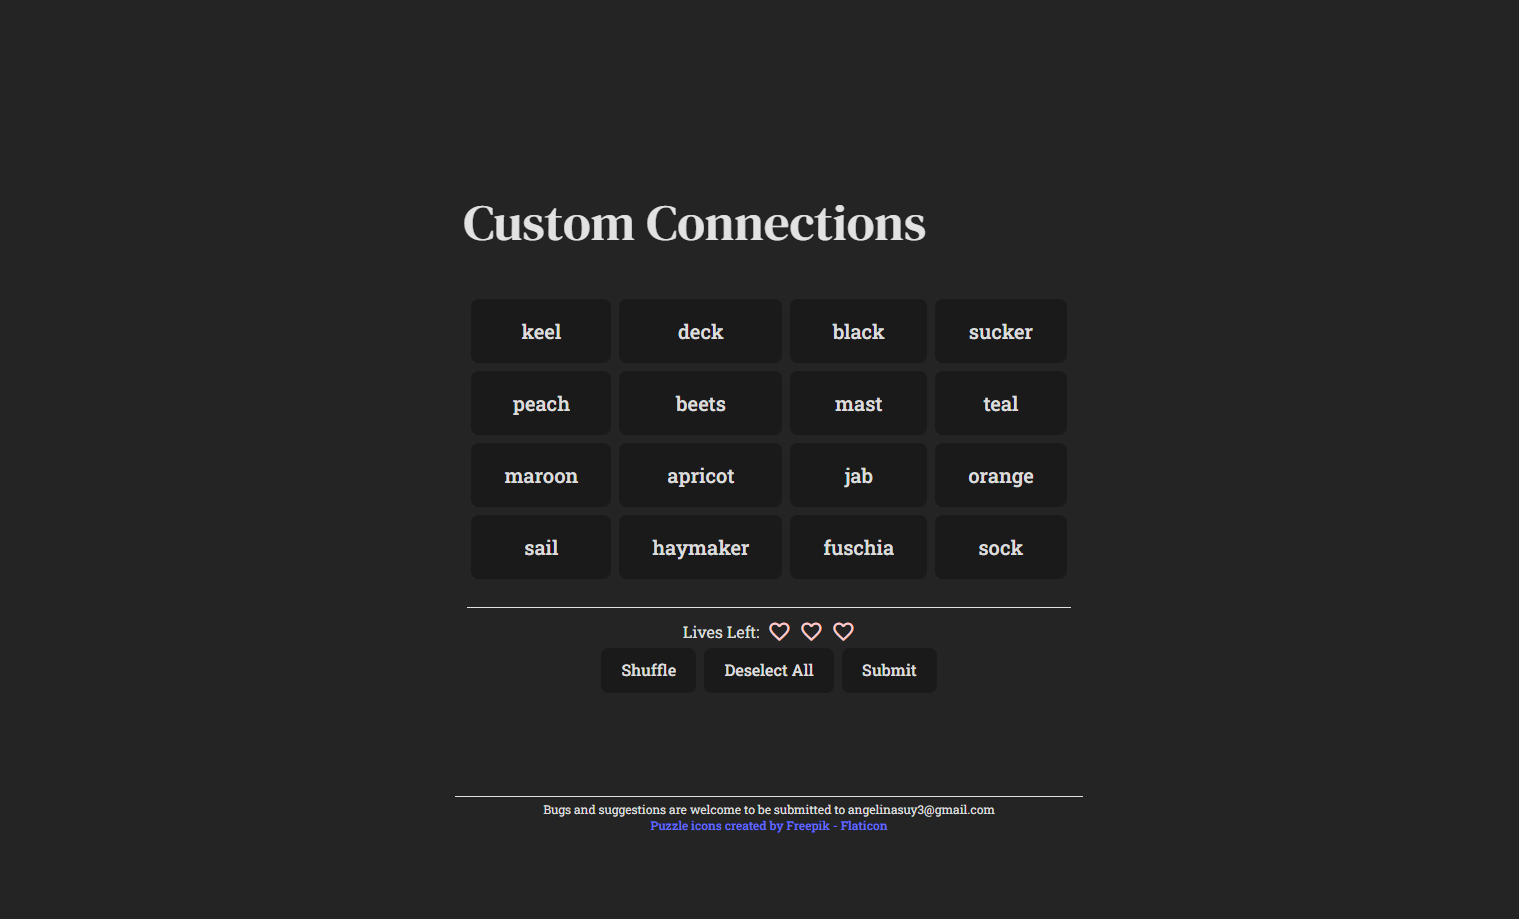 Custom Connections
keel deck black sucker
peach beets mast teal
maroon apricot jab orange
sail haymaker fuschia sock
Lives Left:
Shuffle Deselect All Submit
Bugs and suggestions are welcome to be submitted to angelinasuy3@gmail.com
Puzzle icons created by Freepik - Flaticon